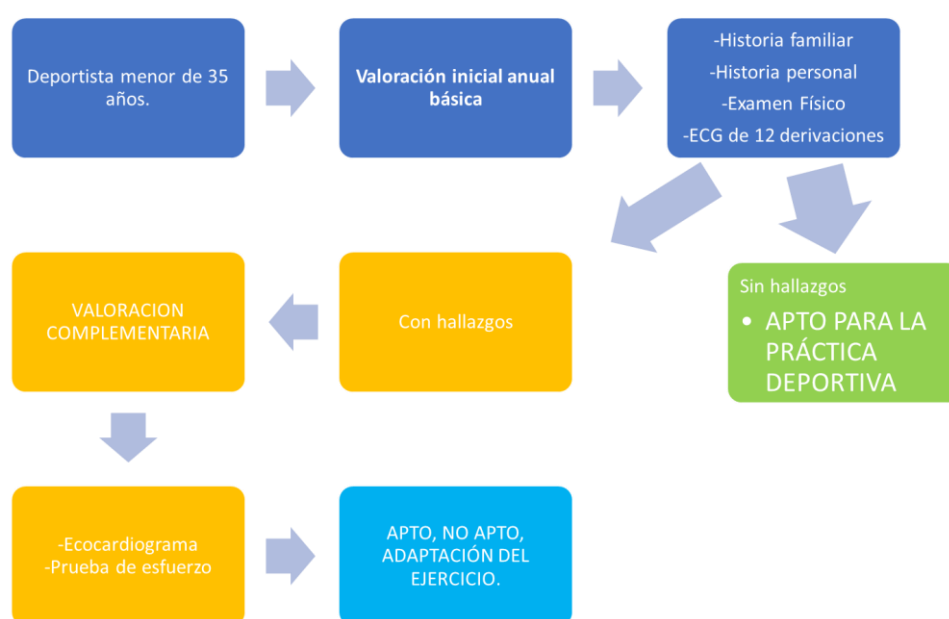 Deportista menor de 35
años.
Valoración inicial anual
básica
-Historia familiar
-Historia personal
-Examen Físico
-ECG de 12 derivaciones
VALORACION
COMPLEMENTARIA
Con hallazgos
Sin hallazgos
• APTO PARA LA
PRÁCTICA
DEPORTIVA
-Ecocardiograma
-Prueba de esfuerzo
APTO, NO APTO,
ADAPTACIÓN DEL
EJERCICIO.